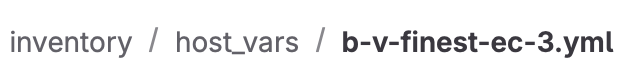 inventory / host_vars / b-v-finest-ec-3.yml